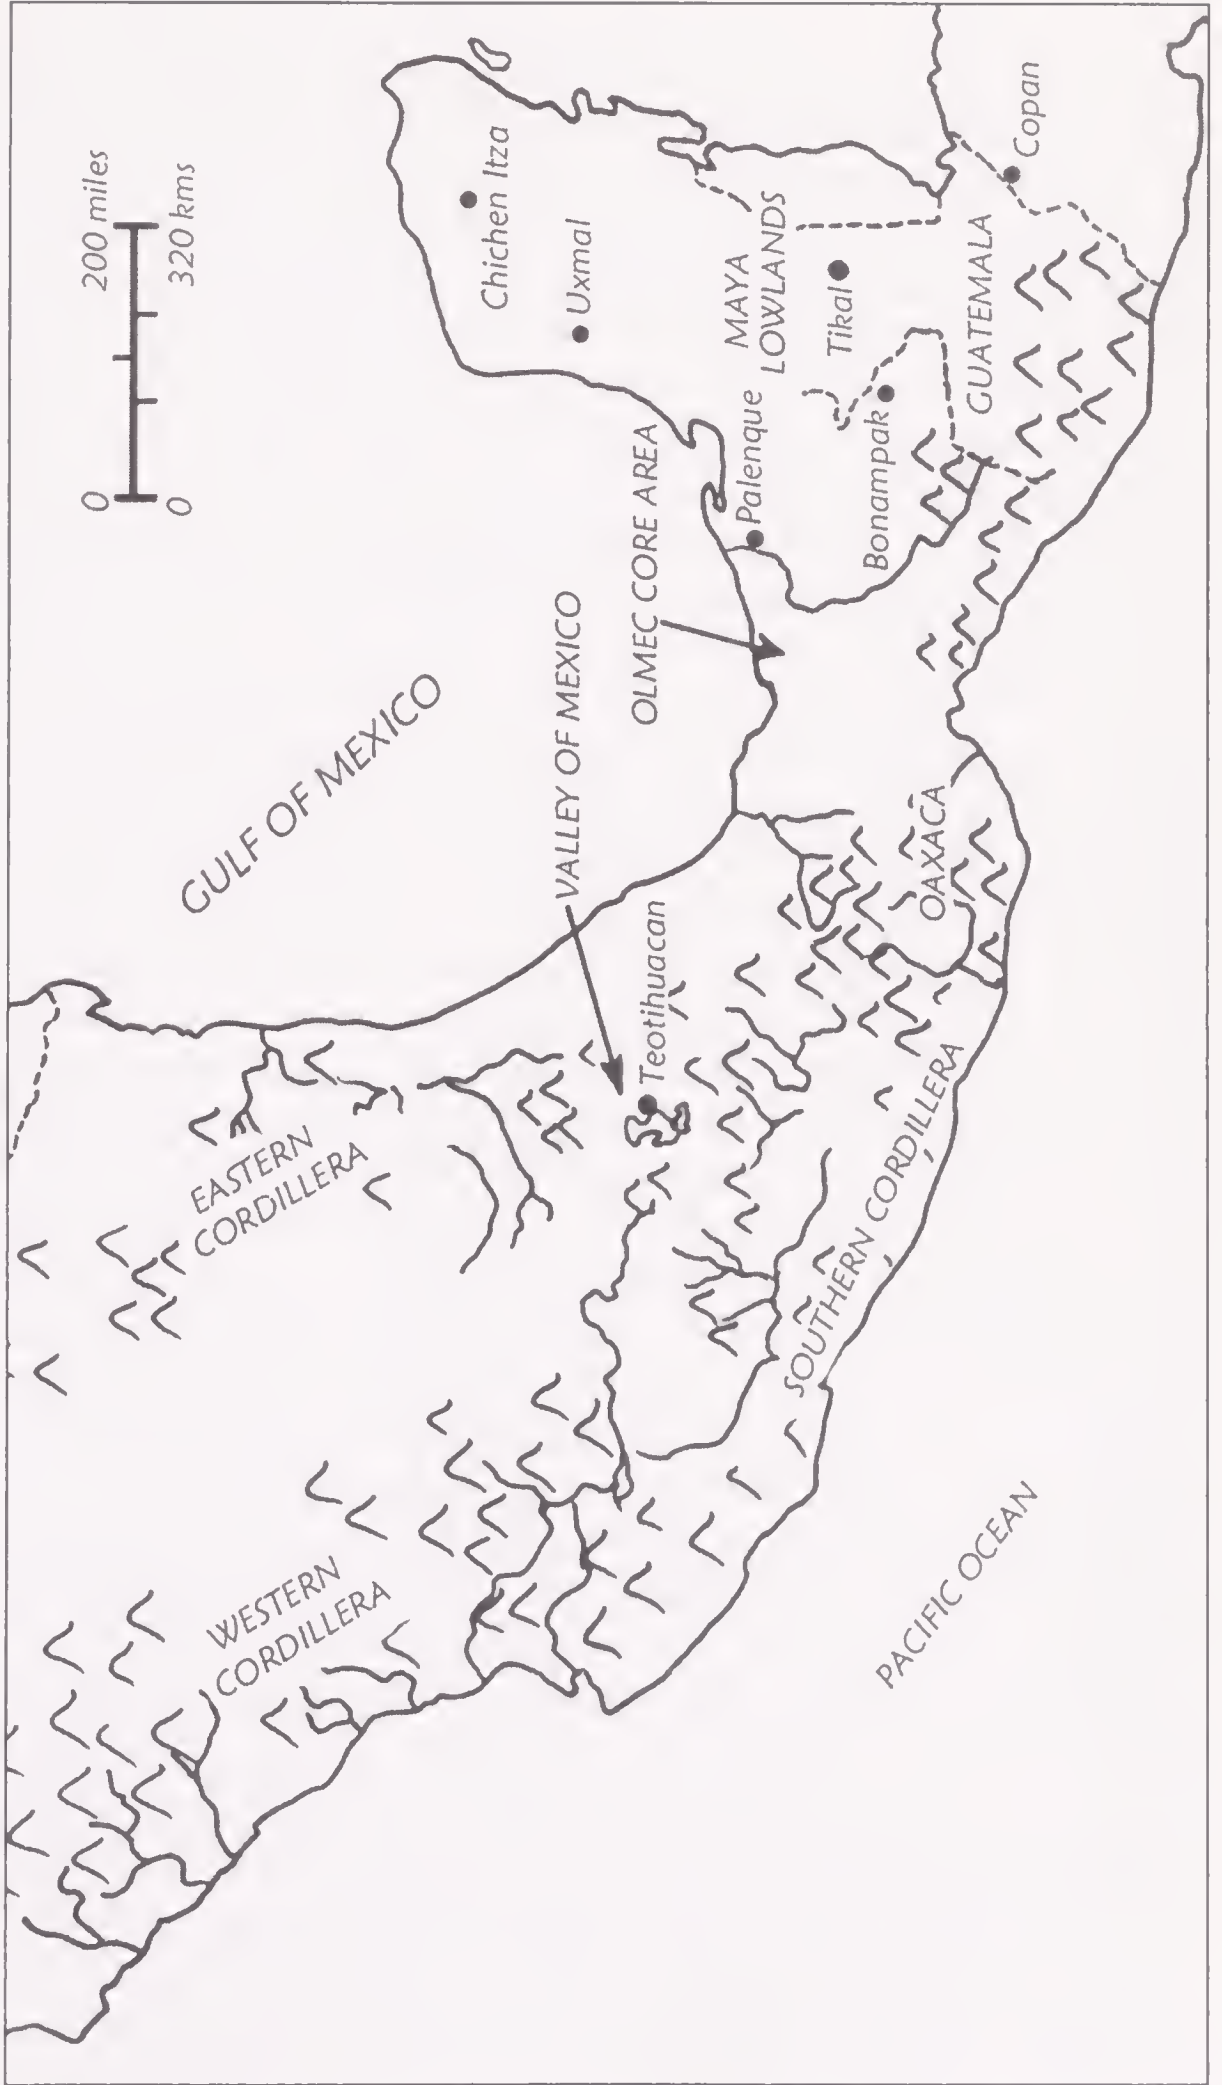 0 200 miles
0 320 kms
GULF OF MEXICO
EASTERN
CORDILLERA
WESTERN
CORDILLERA
Chichen Itza
Uxmal
VALLEY OF MEXICO
OLMEC CORE AREA
Teotihuacan
MAYA
LOWLANDS
Palenque
Tikal
Bonampak
GUATEMALA
Copan
OAXACA
SOUTHERN CORDILLERA
PACIFIC OCEAN